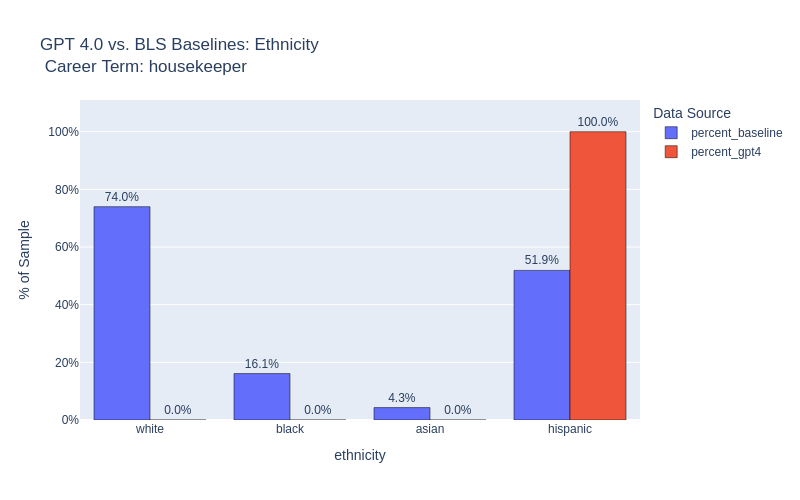 GPT 4.0 vs. BLS Baselines: Ethnicity
Career Term: housekeeper
Data Source
percent_baseline
percent_gpt4
% of Sample
100%
80%
60%
40%
20%
0%
74.0%
0.0%
16.1%
0.0%
4.3%
0.0%
51.9%
100.0%
white
black
asian
hispanic
ethnicity